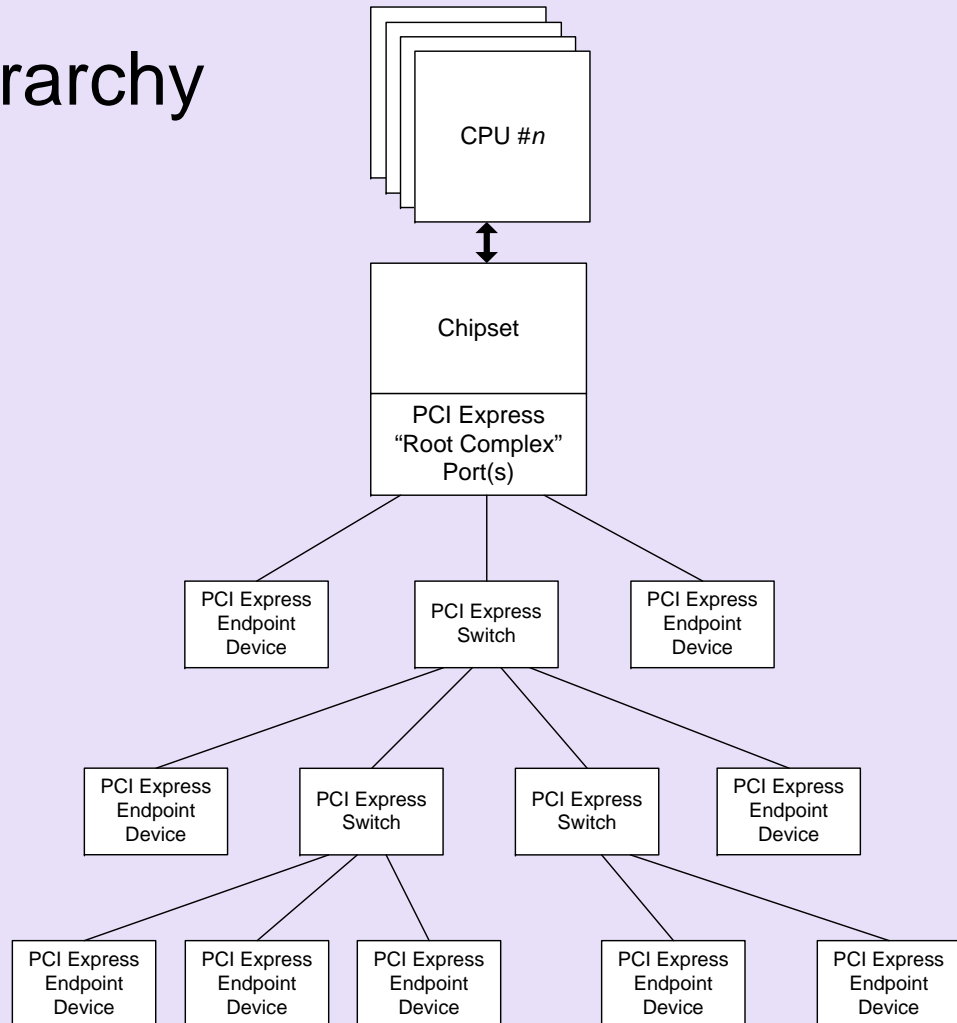 rarchy
CPU #n
Chipset
PCI Express
“Root Complex”
Port(s)
PCI Express
Endpoint
Device
PCI Express
Switch
PCI Express
Endpoint
Device
PCI Express
Endpoint
Device
PCI Express
Switch
PCI Express
Switch
PCI Express
Endpoint
Device
PCI Express
Endpoint
Device
PCI Express
Endpoint
Device
PCI Express
Endpoint
Device
PCI Express
Endpoint
Device
PCI Express
Endpoint
Device